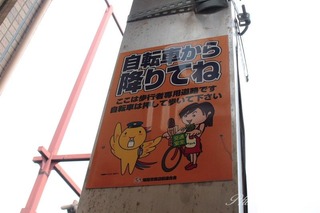 自転車から
降りてね
ここは歩行者専用道路です
自転車は押して歩いて下さい